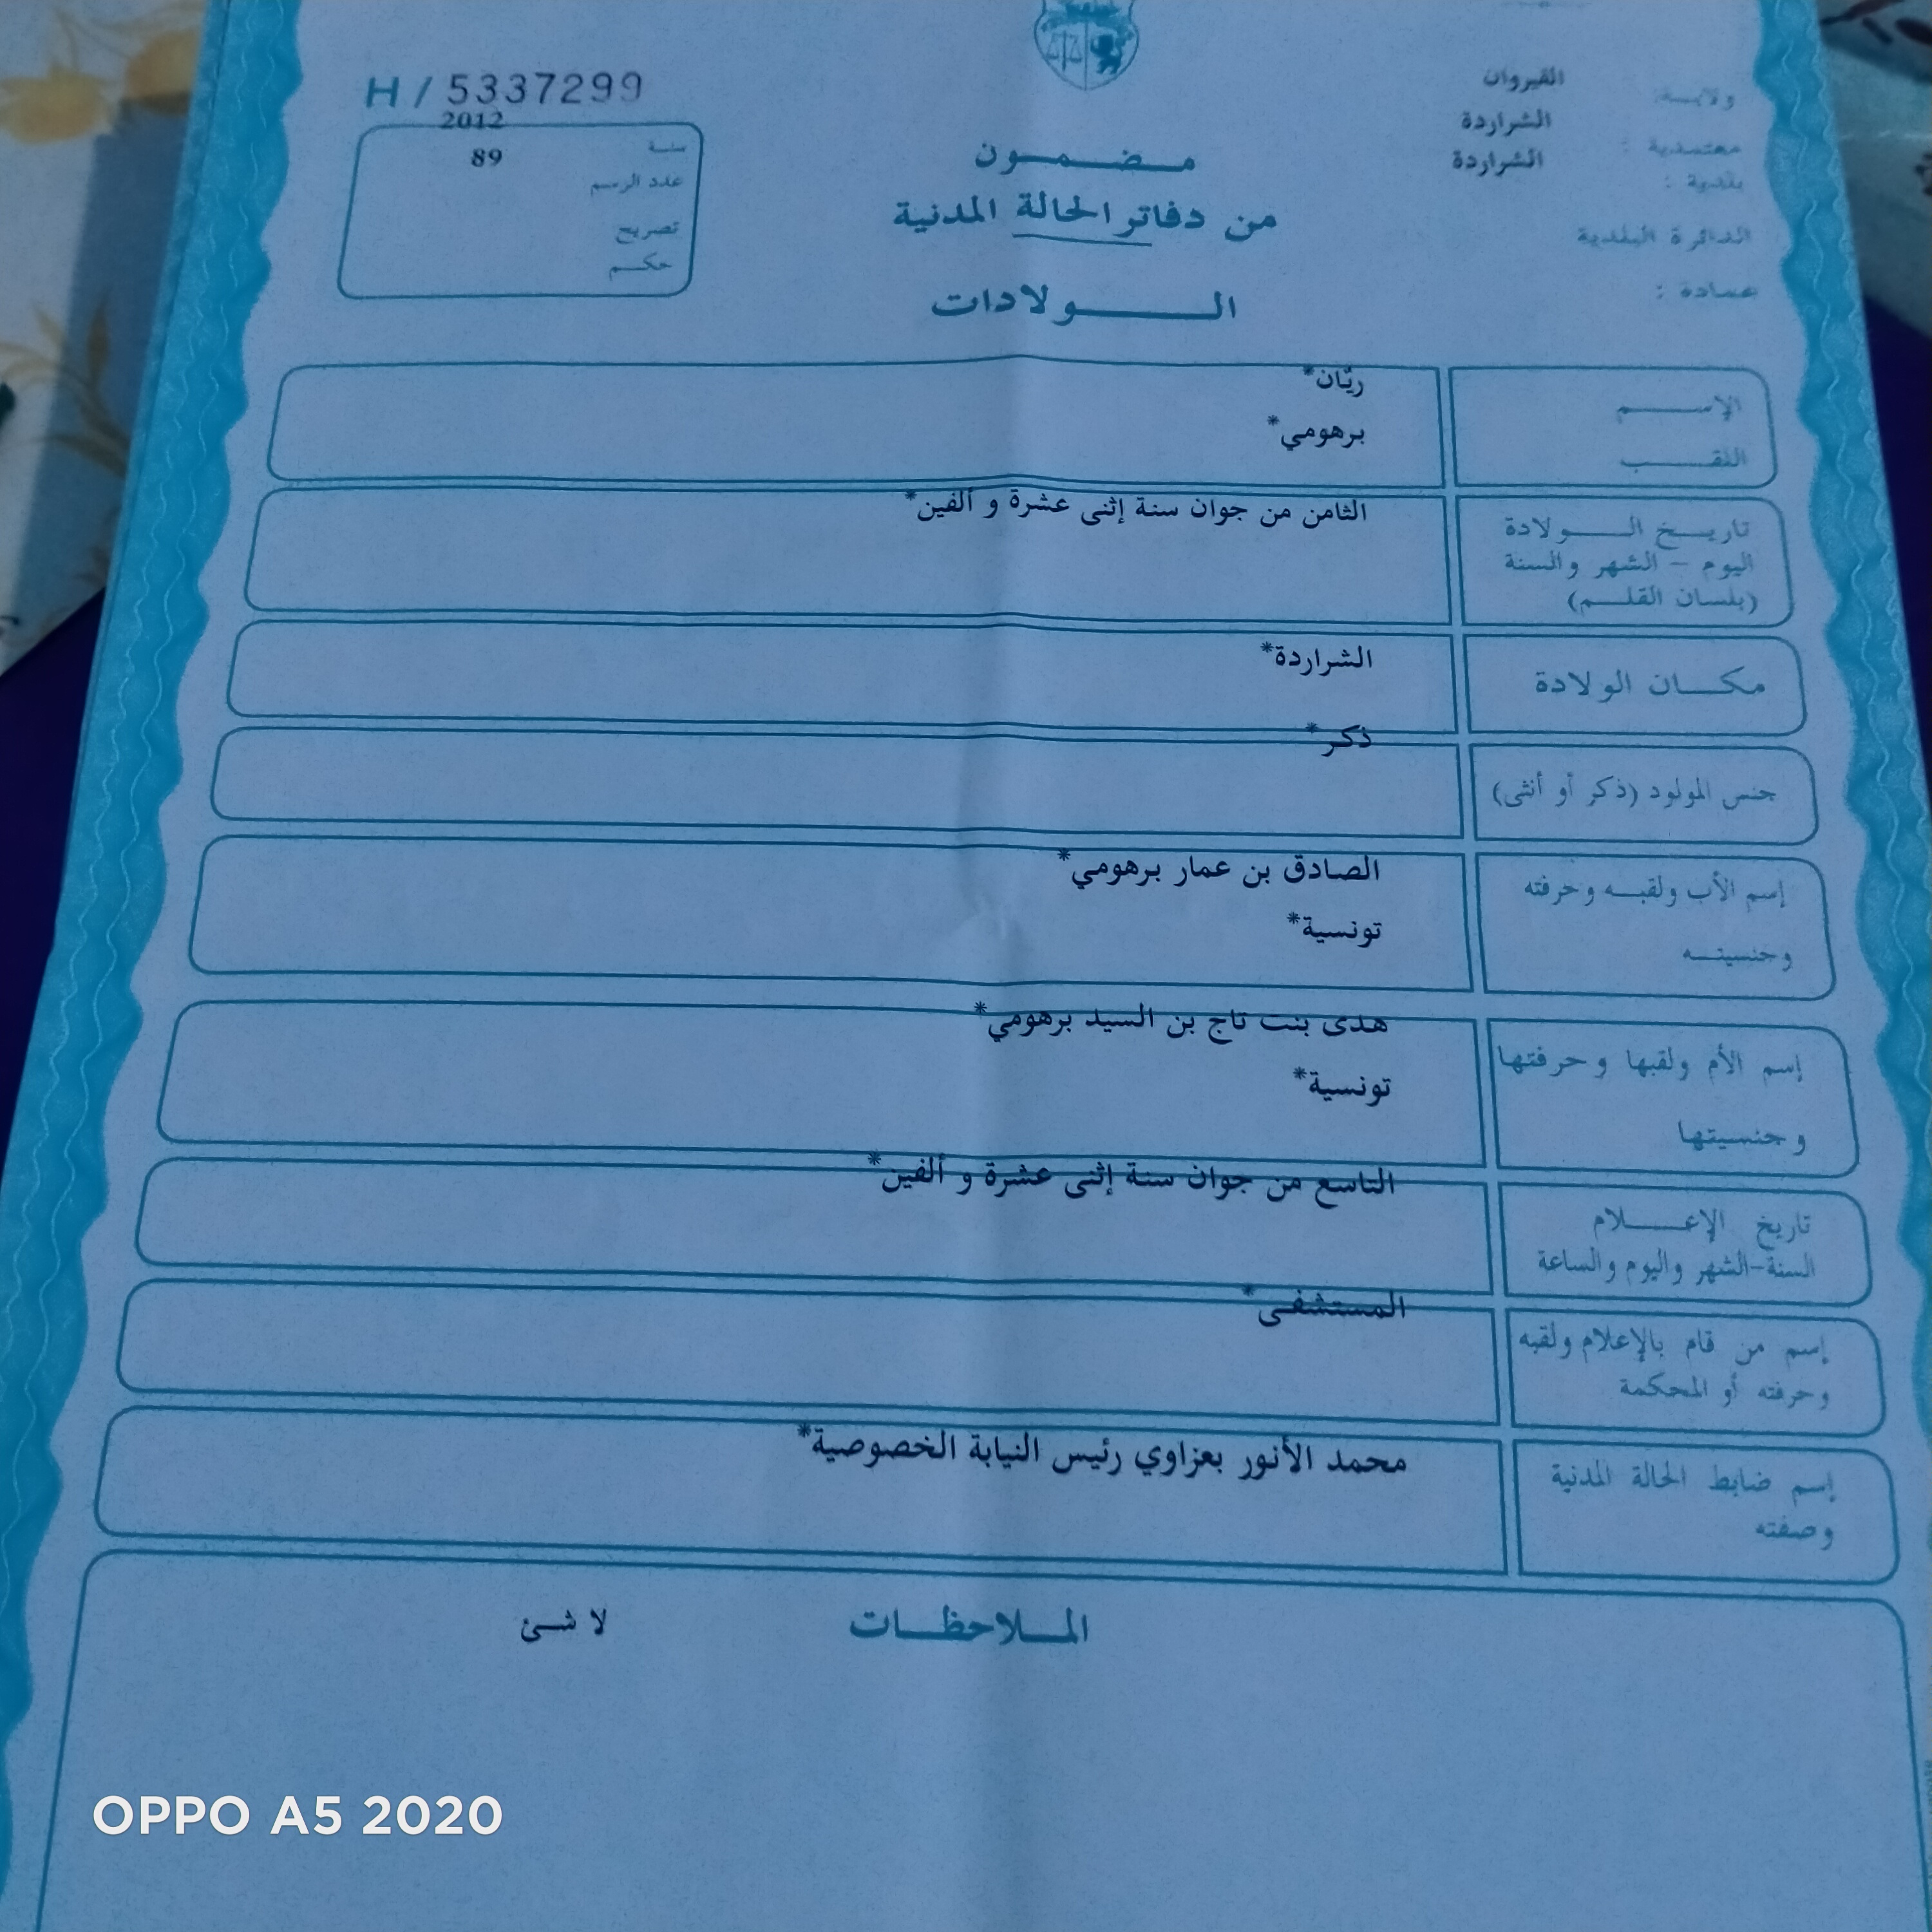 H / 5337299
2012
سنة
89
عدد الرسم
تصريح
حكم
ولاية: القيروان
معتمدية : الشراردة
بلدية : الشراردة
الدائرة البلدية
عمادة :
مضمون
من دفاتر الحالة المدنية
الولادات
الإسم ريّان*
اللقب برهومي*
تاريخ الولادة الثامن من جوان سنة إثنى عشرة و ألفين*
اليوم - الشهر والسنة
(بلسان القلم)
مكان الولادة الشراردة*
جنس المولود (ذكر أو أنثى) ذكر*
إسم الأب ولقبه وحرفته الصادق بن عمار برهومي*
وجنسيته تونسية*
إسم الأم ولقبها وحرفتها هدى بنت تاج بن السيد برهومي*
وجنسيتها تونسية*
تاريخ الإعلام التاسع من جوان سنة إثنى عشرة و ألفين*
السنة-الشهر واليوم والساعة
إسم من قام بالإعلام ولقبه المستشفى*
وحرفته أو المحكمة
إسم ضابط الحالة المدنية محمد الأنور بعزاوي رئيس النيابة الخصوصية*
وصفته
الملاحظات لا شئ
OPPO A5 2020